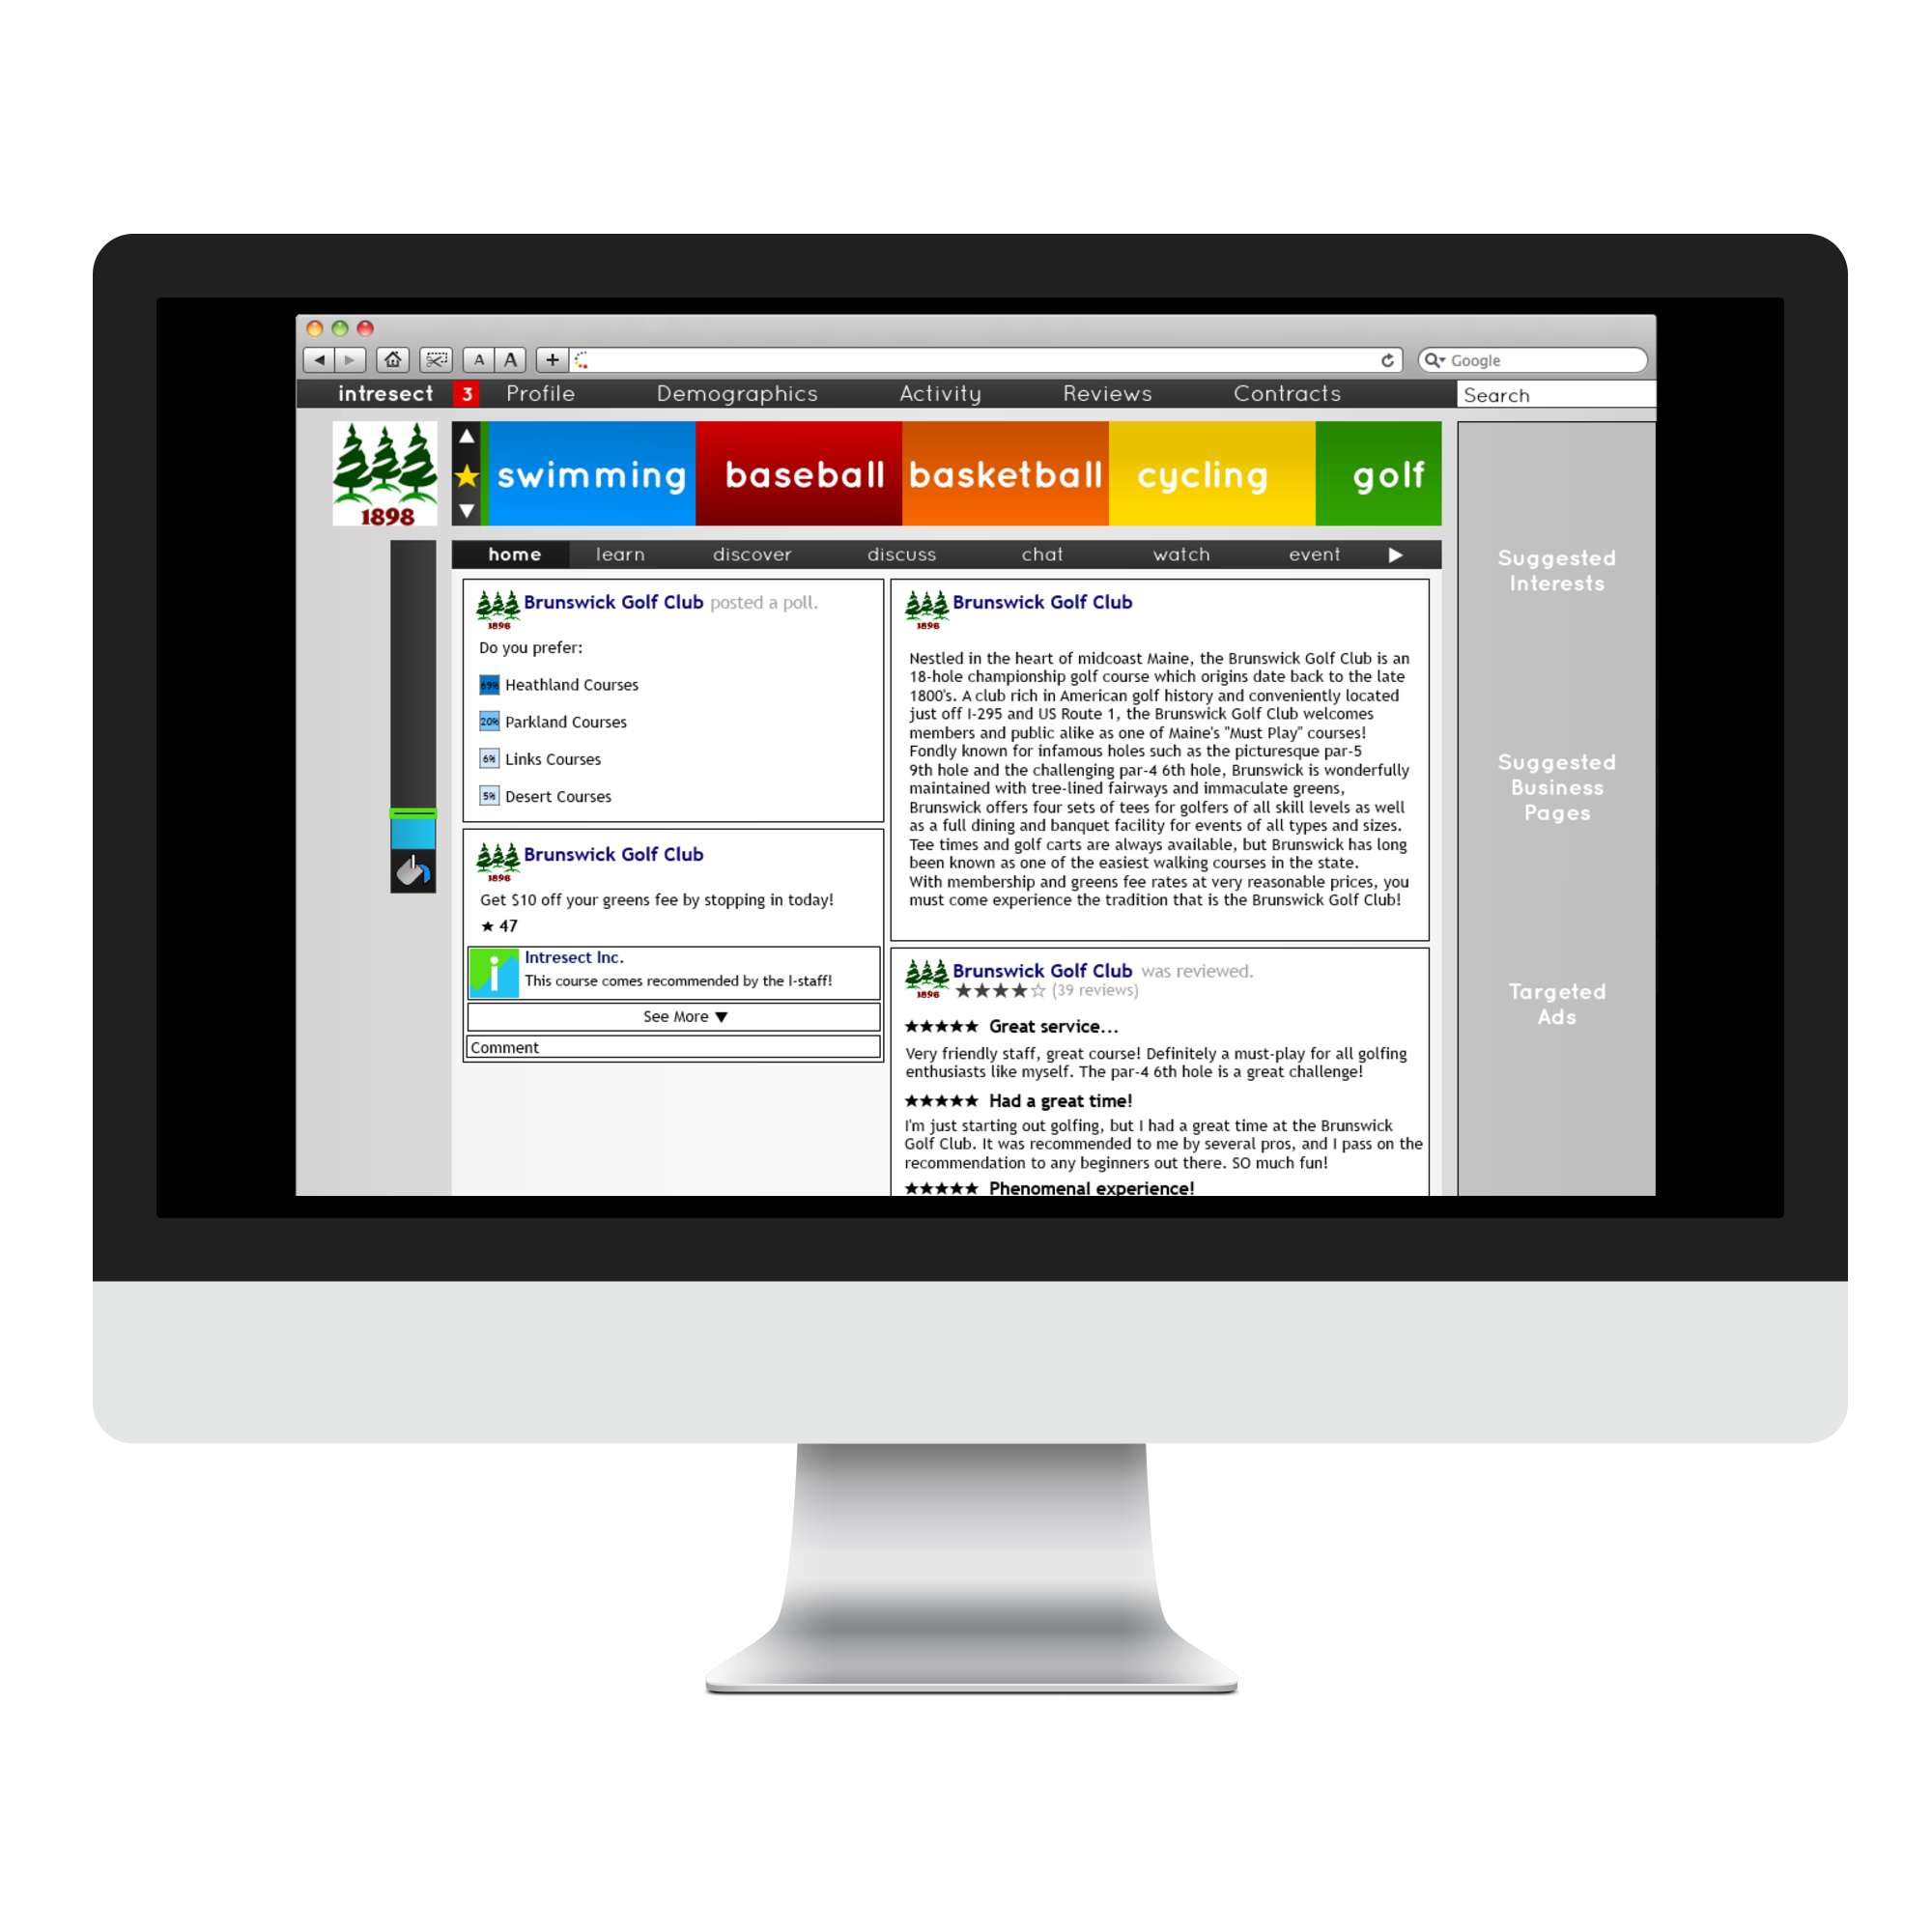 Google
intresect 3 Profile Demographics Activity Reviews Contracts Search
1898
swimming baseball basketball cycling golf
home learn discover discuss chat watch event
1898
Brunswick Golf Club posted a poll.
Do you prefer:
69% Heathland Courses
20% Parkland Courses
6% Links Courses
5% Desert Courses
1898
Brunswick Golf Club
Get $10 off your greens fee by stopping in today!
★ 47
i
Intresect Inc.
This course comes recommended by the I-staff!
See More ▼
Comment
1898
Brunswick Golf Club
Nestled in the heart of midcoast Maine, the Brunswick Golf Club is an
18-hole championship golf course which origins date back to the late
1800's. A club rich in American golf history and conveniently located
just off I-295 and US Route 1, the Brunswick Golf Club welcomes
members and public alike as one of Maine's "Must Play" courses!
Fondly known for infamous holes such as the picturesque par-5
9th hole and the challenging par-4 6th hole, Brunswick is wonderfully
maintained with tree-lined fairways and immaculate greens,
Brunswick offers four sets of tees for golfers of all skill levels as well
as a full dining and banquet facility for events of all types and sizes.
Tee times and golf carts are always available, but Brunswick has long
been known as one of the easiest walking courses in the state.
With membership and greens fee rates at very reasonable prices, you
must come experience the tradition that is the Brunswick Golf Club!
1898
Brunswick Golf Club was reviewed.
★★★★☆ (39 reviews)
★★★★★ Great service...
Very friendly staff, great course! Definitely a must-play for all golfing
enthusiasts like myself. The par-4 6th hole is a great challenge!
★★★★★ Had a great time!
I'm just starting out golfing, but I had a great time at the Brunswick
Golf Club. It was recommended to me by several pros, and I pass on the
recommendation to any beginners out there. SO much fun!
★★★★★ Phenomenal experience!
Suggested
Interests
Suggested
Business
Pages
Targeted
Ads
A A